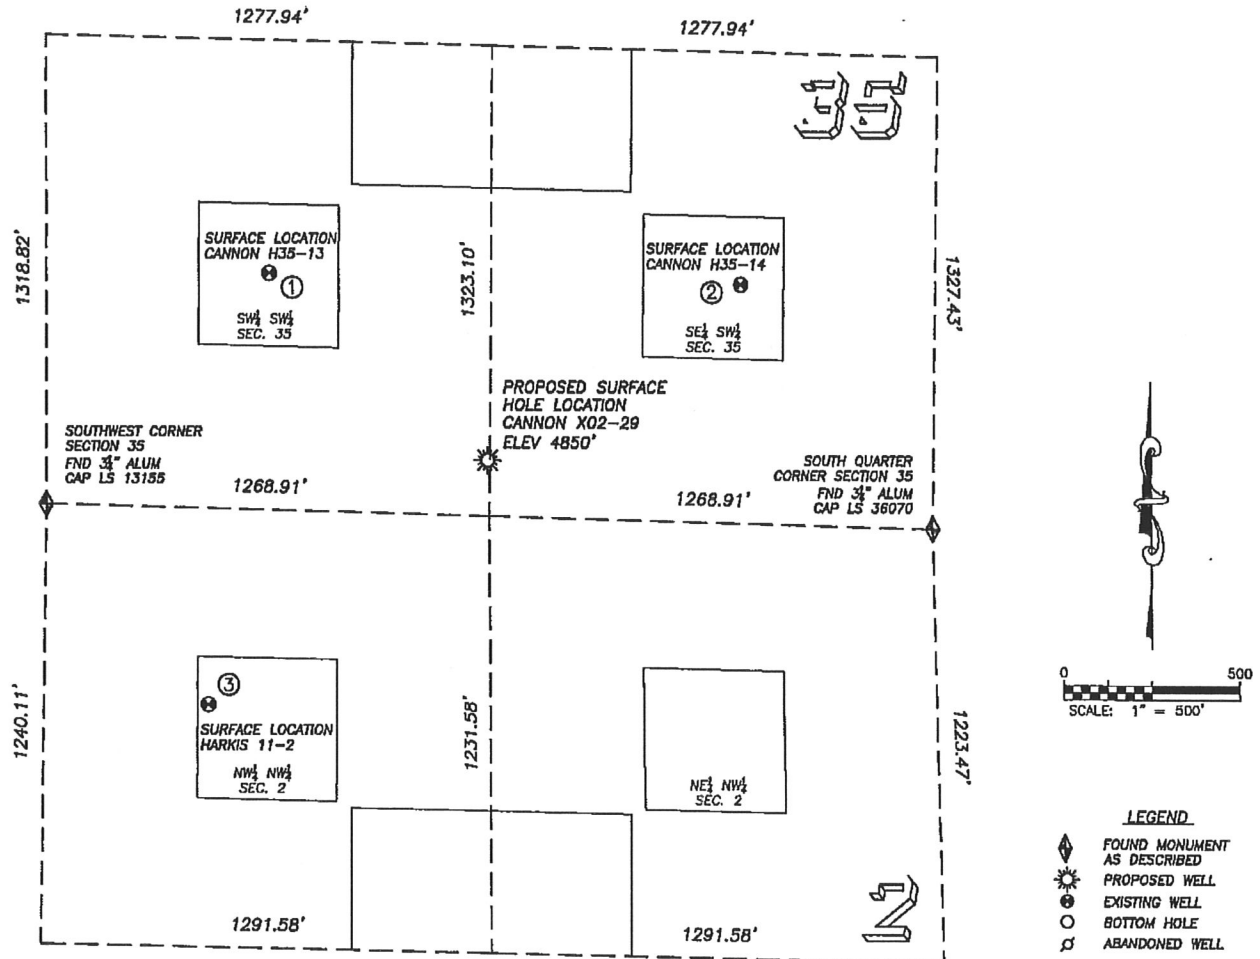 1277.94'
1277.94'
35
1318.82'
1323.10'
1327.43'
SURFACE LOCATION
CANNON H35-13
①
SW¼ SW¼
SEC. 35
SURFACE LOCATION
CANNON H35-14
②
SE¼ SW¼
SEC. 35
PROPOSED SURFACE
HOLE LOCATION
CANNON X02-29
ELEV 4850'
SOUTHWEST CORNER
SECTION 35
FND 3¼" ALUM
CAP LS 13155
SOUTH QUARTER
CORNER SECTION 35
FND 3¼" ALUM
CAP LS 36070
1268.91'
1268.91'
1240.11'
1231.58'
1223.47'
③
SURFACE LOCATION
HARKIS 11-2
NW¼ NW¼
SEC. 2
NE¼ NW¼
SEC. 2
2
1291.58'
1291.58'
0 500
SCALE: 1" = 500'
LEGEND
FOUND MONUMENT
AS DESCRIBED
PROPOSED WELL
EXISTING WELL
BOTTOM HOLE
ABANDONED WELL